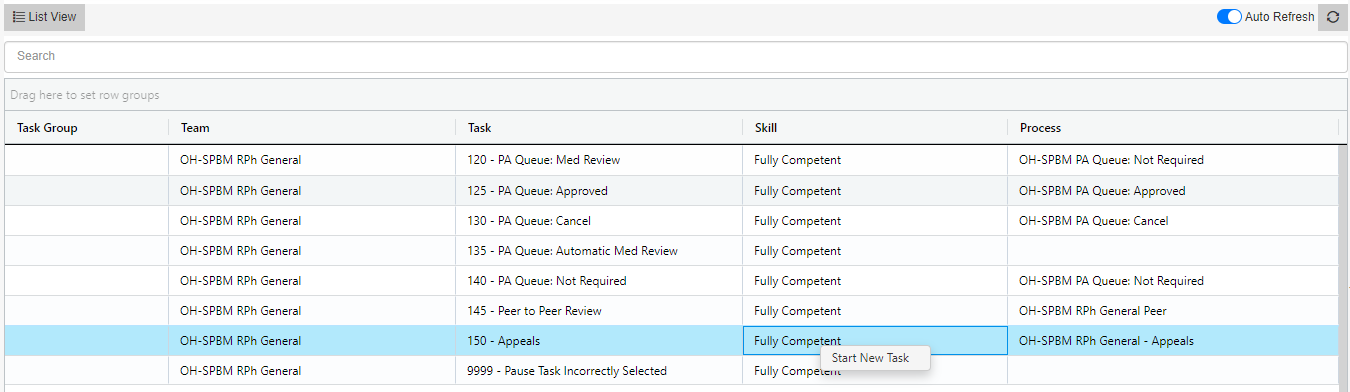 List View Auto Refresh
Search
Drag here to set row groups
Task Group Team Task Skill Process
OH-SPBM RPh General 120 - PA Queue: Med Review Fully Competent OH-SPBM PA Queue: Not Required
OH-SPBM RPh General 125 - PA Queue: Approved Fully Competent OH-SPBM PA Queue: Approved
OH-SPBM RPh General 130 - PA Queue: Cancel Fully Competent OH-SPBM PA Queue: Cancel
OH-SPBM RPh General 135 - PA Queue: Automatic Med Review Fully Competent
OH-SPBM RPh General 140 - PA Queue: Not Required Fully Competent OH-SPBM PA Queue: Not Required
OH-SPBM RPh General 145 - Peer to Peer Review Fully Competent OH-SPBM RPh General Peer
OH-SPBM RPh General 150 - Appeals Fully Competent OH-SPBM RPh General - Appeals
Start New Task
OH-SPBM RPh General 9999 - Pause Task Incorrectly Selected Fully Competent